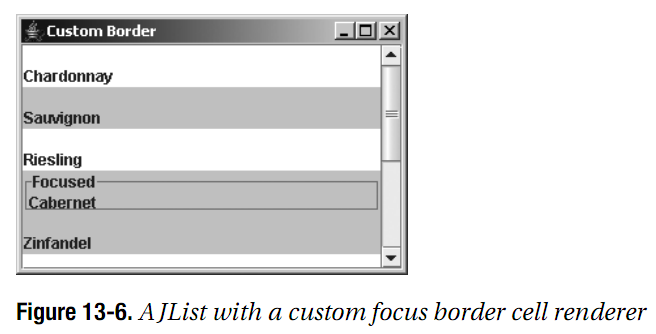 Custom Border
Chardonnay
Sauvignon
Riesling
Focused
Cabernet
Zinfandel
Figure 13-6. A JList with a custom focus border cell renderer